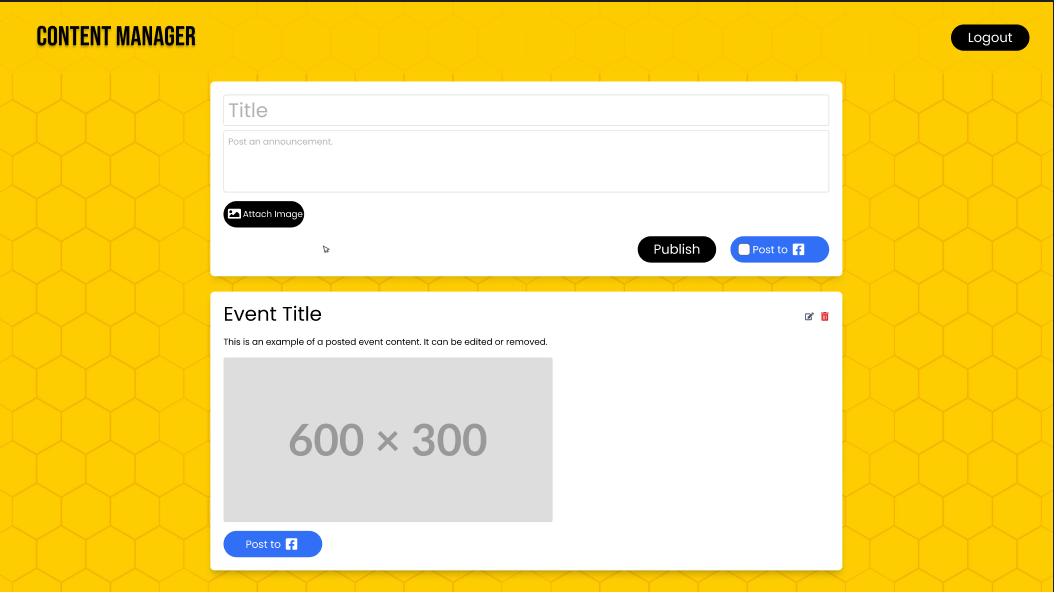 CONTENT MANAGER
Logout
Title
Post an announcement.
Attach Image
Publish
Post to
Event Title
This is an example of a posted event content. It can be edited or removed.
600 × 300
Post to